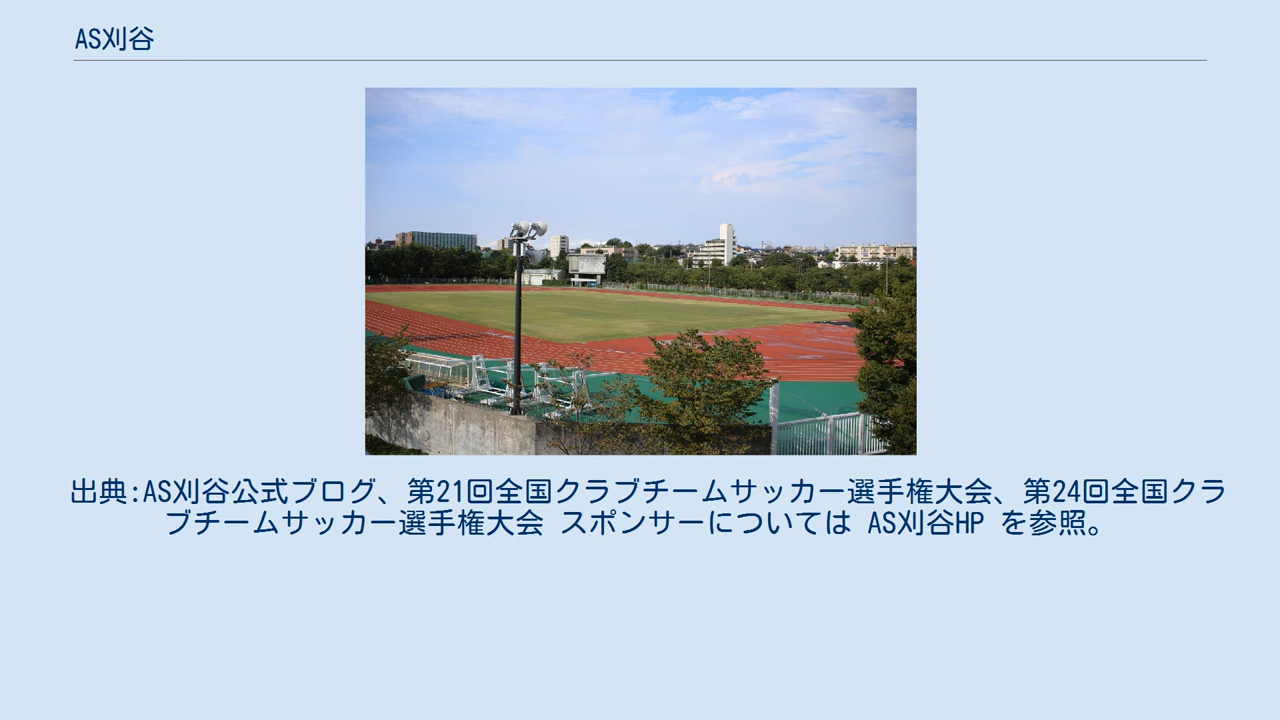 AS刈谷
出典:AS刈谷公式ブログ、第21回全国クラブチームサッカー選手権大会、第24回全国クラ
ブチームサッカー選手権大会 スポンサーについては AS刈谷HP を参照。